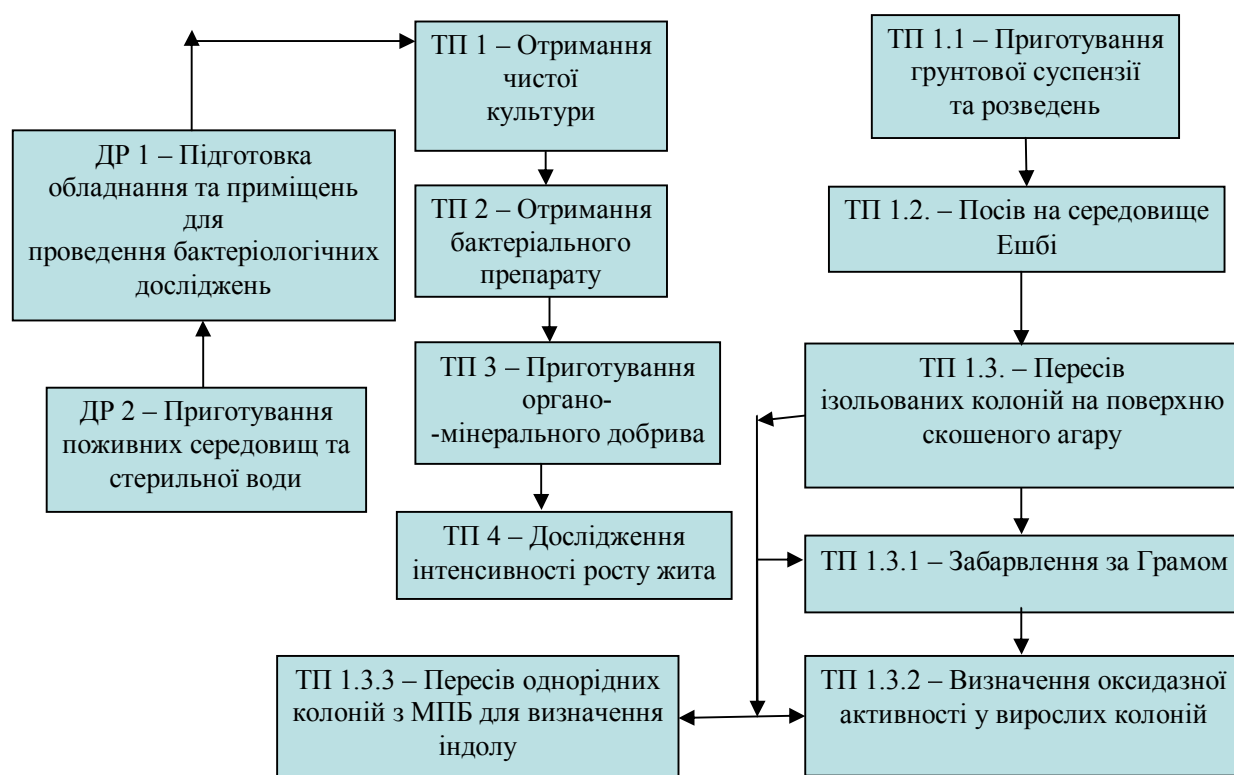 ДР 1 – Підготовка
обладнання та приміщень
для
проведення бактеріологічних
досліджень
ДР 2 – Приготування
поживних середовищ та
стерильної води
ТП 1 – Отримання
чистої
культури
ТП 2 – Отримання
бактеріального
препарату
ТП 3 – Приготування
органо-
-мінерального добрива
ТП 4 – Дослідження
інтенсивності росту жита
ТП 1.1 – Приготування
грунтової суспензії
та розведень
ТП 1.2. – Посів на середовище
Ешбі
ТП 1.3. – Пересів
ізольованих колоній на поверхню
скошеного агару
ТП 1.3.1 – Забарвлення за Грамом
ТП 1.3.2 – Визначення оксидазної
активності у вирослих колоній
ТП 1.3.3 – Пересів однорідних
колоній з МПБ для визначення
індолу